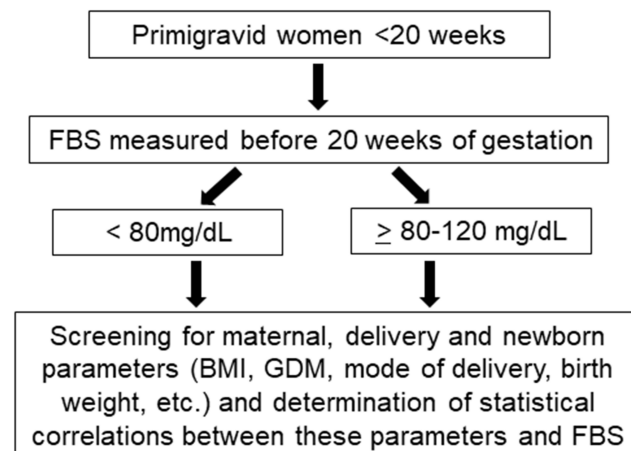 Primigravid women <20 weeks
FBS measured before 20 weeks of gestation
< 80mg/dL
≥ 80-120 mg/dL
Screening for maternal, delivery and newborn
parameters (BMI, GDM, mode of delivery, birth
weight, etc.) and determination of statistical
correlations between these parameters and FBS